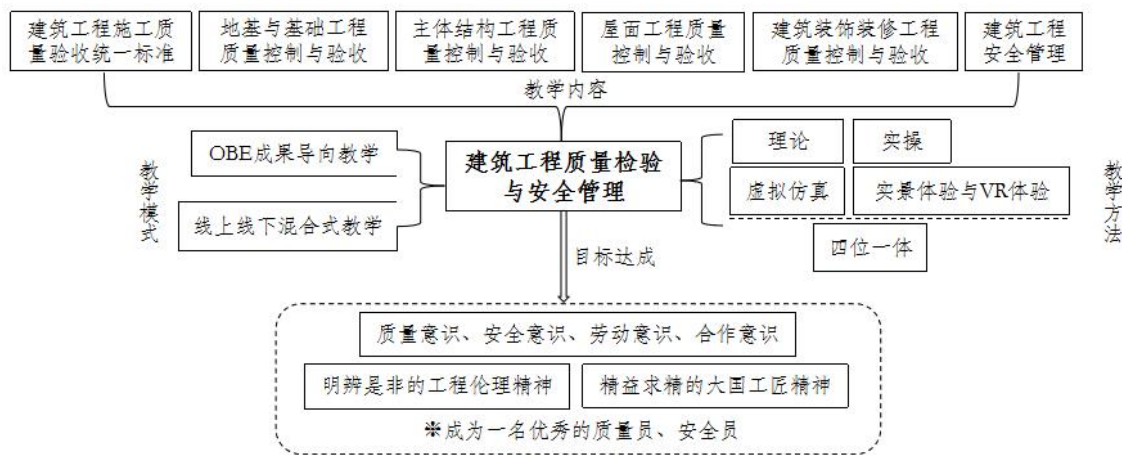 建筑工程施工质
量验收统一标准
地基与基础工程
质量控制与验收
主体结构工程质
量控制与验收
屋面工程质量
控制与验收
建筑装饰装修工程
质量控制与验收
建筑工程
安全管理
教学内容
教学模式
OBE成果导向教学
线上线下混合式教学
建筑工程质量检验
与安全管理
理论
实操
虚拟仿真
实景体验与VR体验
四位一体
教学方法
目标达成
质量意识、安全意识、劳动意识、合作意识
明辨是非的工程伦理精神
精益求精的大国工匠精神
※成为一名优秀的质量员、安全员